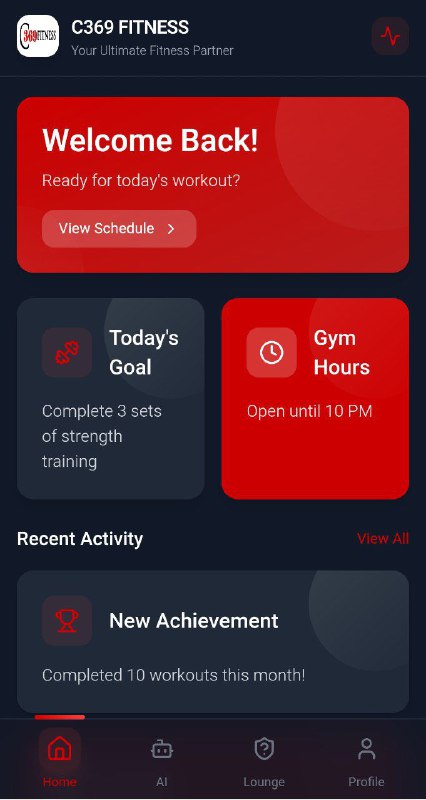 C369FITNESS
C369 FITNESS
Your Ultimate Fitness Partner
Welcome Back!
Ready for today's workout?
View Schedule
Today's
Goal
Complete 3 sets
of strength
training
Gym
Hours
Open until 10 PM
Recent Activity
View All
New Achievement
Completed 10 workouts this month!
Home
AI
Lounge
Profile